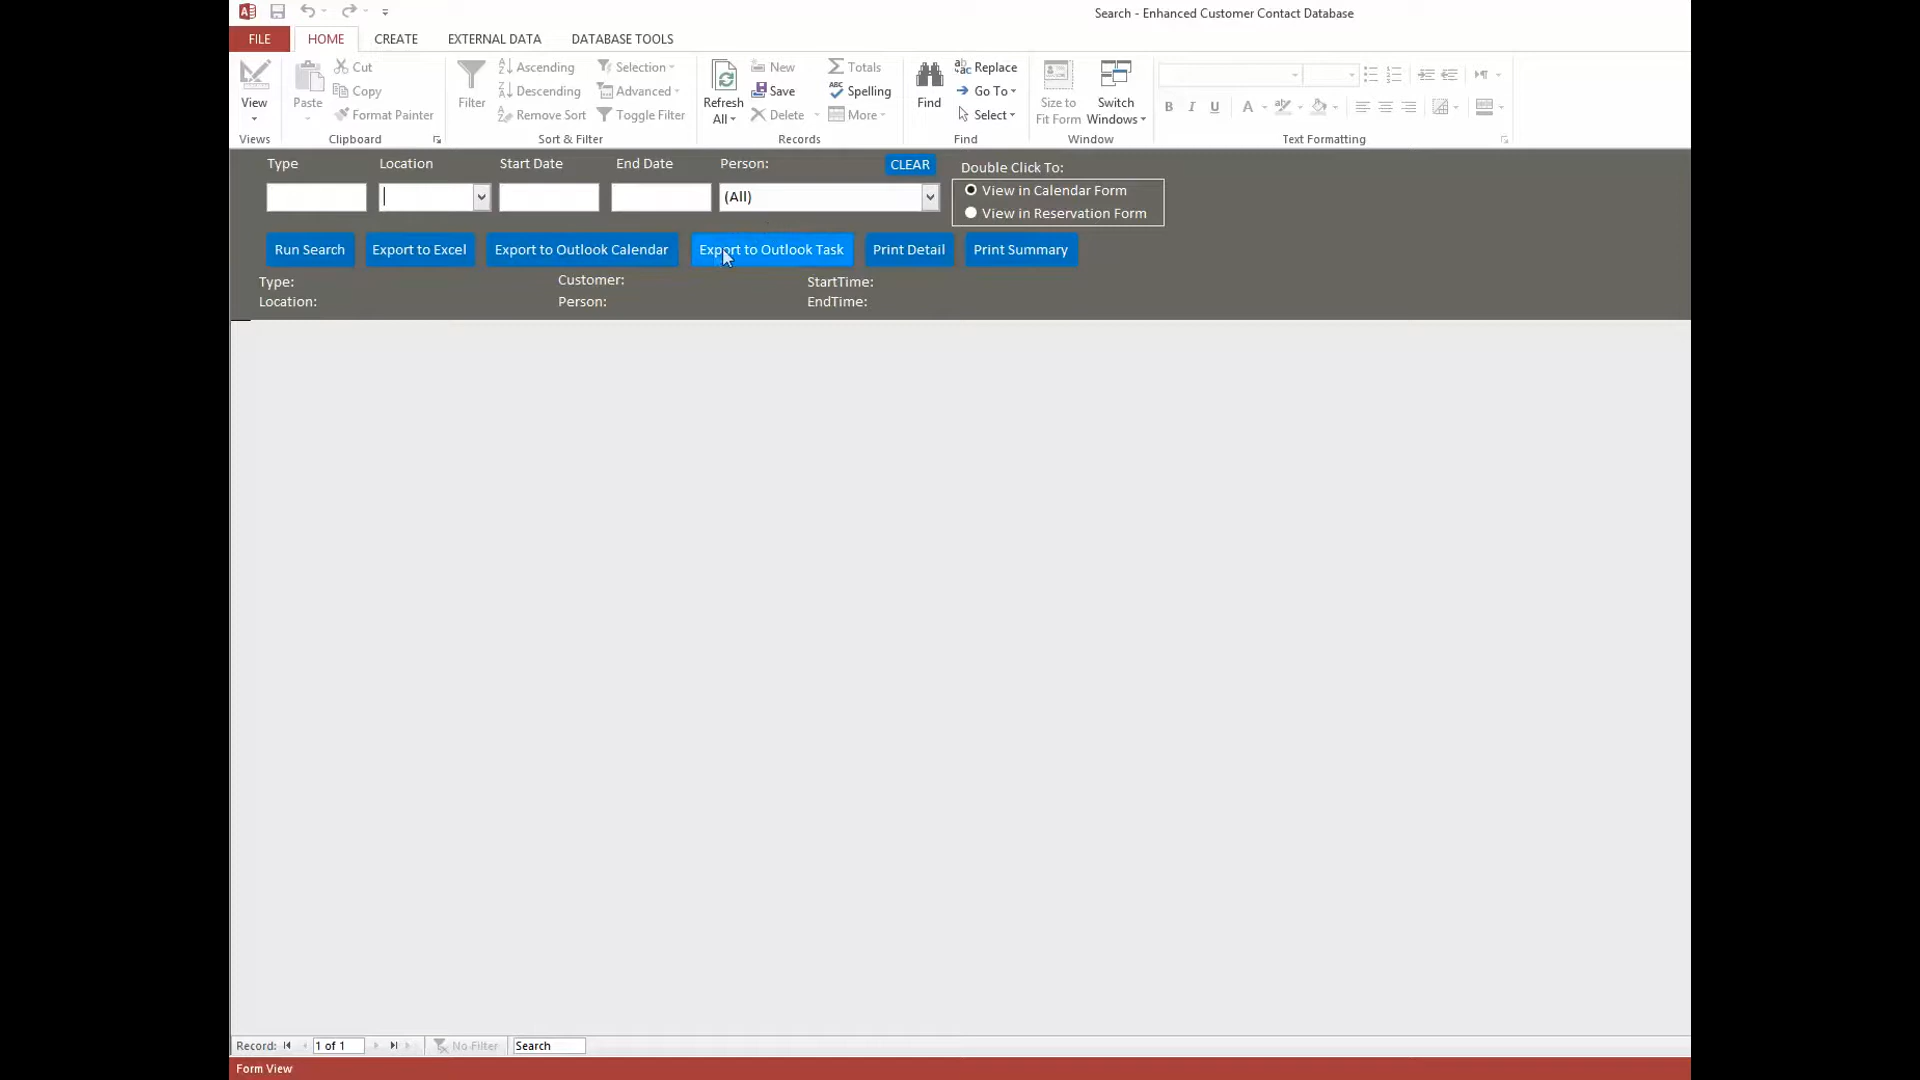 Search - Enhanced Customer Contact Database
FILE HOME CREATE EXTERNAL DATA DATABASE TOOLS
View
Views
Paste
Cut
Copy
Format Painter
Clipboard
Filter
Ascending
Descending
Remove Sort
Selection
Advanced
Toggle Filter
Sort & Filter
Refresh
All
New
Save
Delete
Totals
Spelling
More
Records
Find
Replace
Go To
Select
Find
Size to
Fit Form
Switch
Windows
Window
B I U A
Text Formatting
Type Location Start Date End Date Person: CLEAR
(All)
Double Click To:
View in Calendar Form
View in Reservation Form
Run Search Export to Excel Export to Outlook Calendar Export to Outlook Task Print Detail Print Summary
Type: Customer: StartTime:
Location: Person: EndTime:
Record: 1 of 1 No Filter Search
Form View